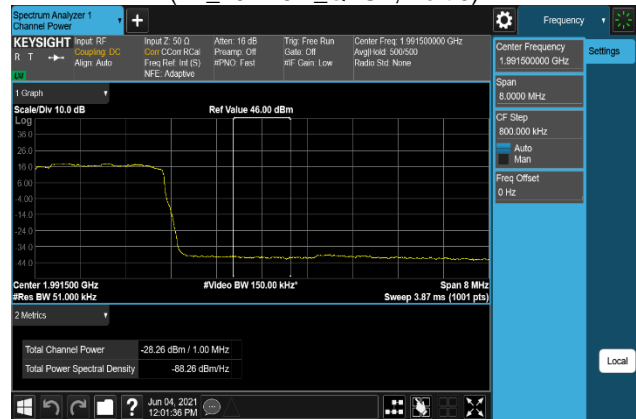 Spectrum Analyzer 1
Channel Power
Frequency
KEYSIGHT
R T
LW
Input: RF
Coupling: DC
Align: Auto
Input Z: 50 Ω
Corr CCorr RCal
Freq Ref: Int (S)
NFE: Adaptive
Atten: 16 dB
Preamp: Off
#PNO: Fast
Trig: Free Run
Gate: Off
#IF Gain: Low
Center Freq: 1.991500000 GHz
Avg|Hold: 500/500
Radio Std: None
Center Frequency
1.991500000 GHz
Settings
Span
8.0000 MHz
CF Step
800.000 kHz
Auto
Man
Freq Offset
0 Hz
1 Graph
Scale/Div 10.0 dB
Ref Value 46.00 dBm
Log
36.0
26.0
16.0
6.00
-4.00
-14.0
-24.0
-34.0
-44.0
Center 1.991500 GHz
#Video BW 150.00 kHz*
Span 8 MHz
#Res BW 51.000 kHz
Sweep 3.87 ms (1001 pts)
2 Metrics
Total Channel Power
-28.26 dBm / 1.00 MHz
Total Power Spectral Density
-88.26 dBm/Hz
Local
?
Jun 04, 2021
12:01:36 PM